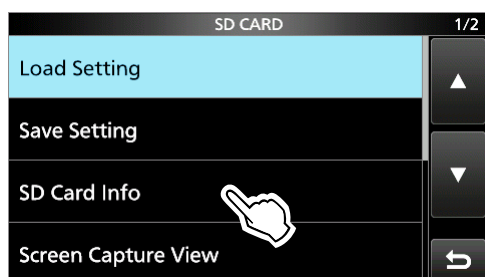 SD CARD 1/2
Load Setting
Save Setting
SD Card Info
Screen Capture View